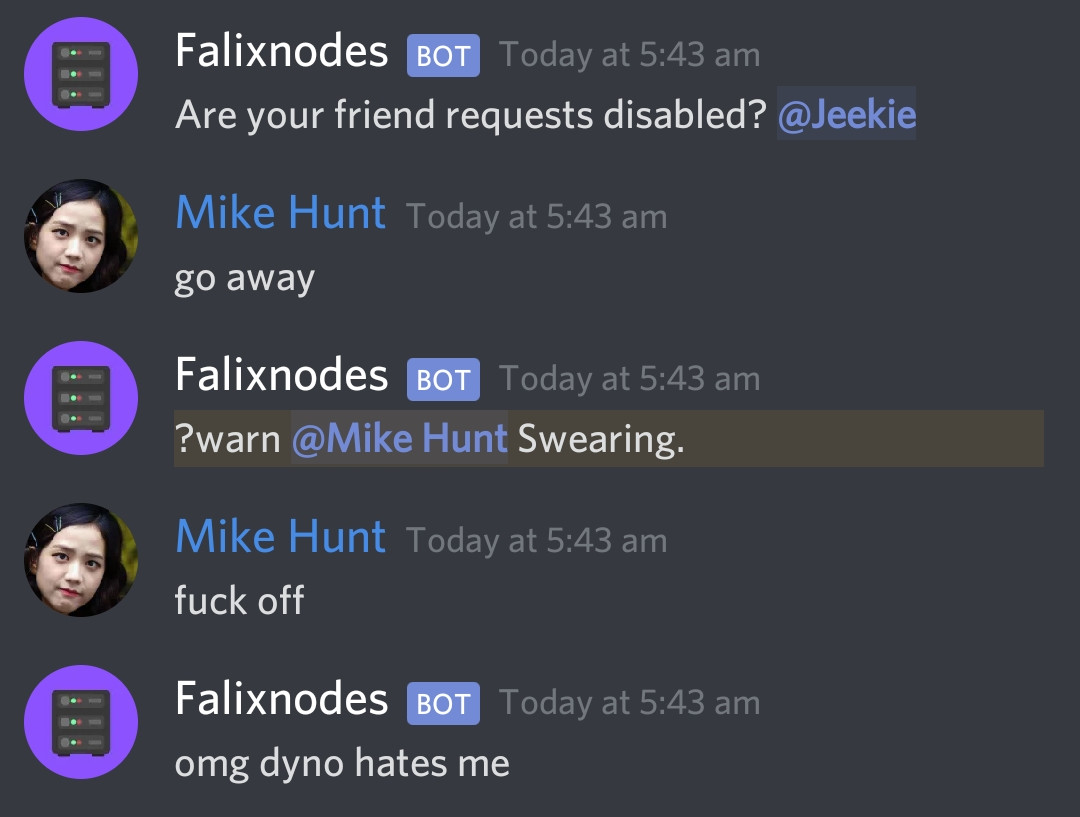 Falixnodes BOT Today at 5:43 am
Are your friend requests disabled? @Jeekie
Mike Hunt Today at 5:43 am
go away
Falixnodes BOT Today at 5:43 am
?warn @Mike Hunt Swearing.
Mike Hunt Today at 5:43 am
fuck off
Falixnodes BOT Today at 5:43 am
omg dyno hates me